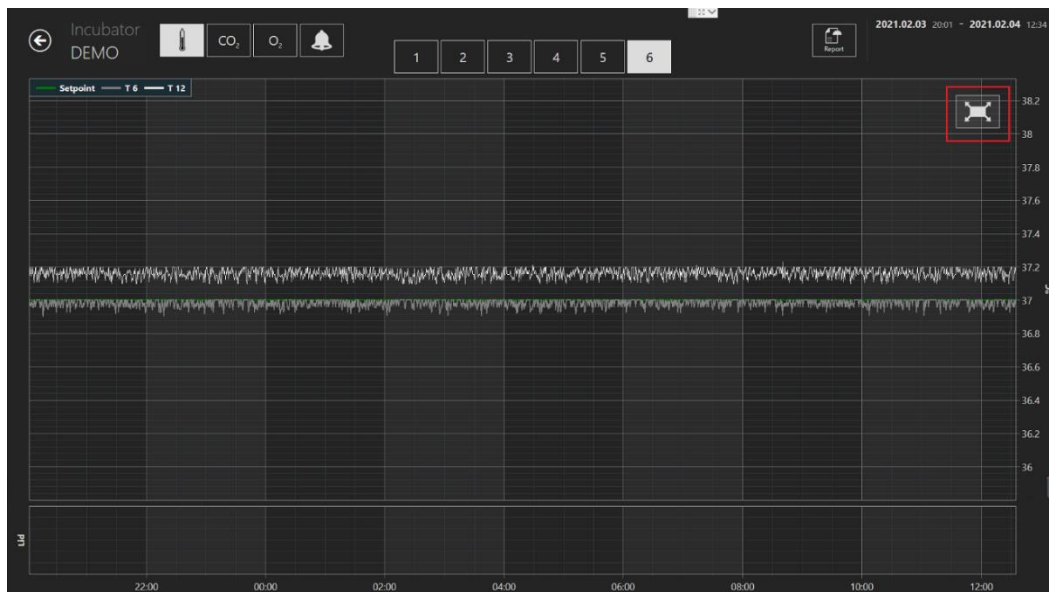 Incubator
DEMO
CO₂
O₂
1 2 3 4 5 6
Report
2021.02.03 20:01 - 2021.02.04 12:34
Setpoint T 6 T 12
38.2
38
37.8
37.6
37.4
37.2
37
36.8
36.6
36.4
36.2
36
Lid
22:00 00:00 02:00 04:00 06:00 08:00 10:00 12:00